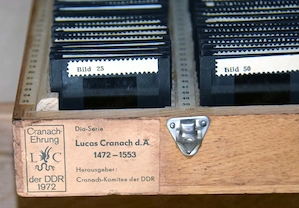 Bild 25
Bild 50
Cranach-
Ehrung
L C
der DDR
1972
Dia-Serie
Lucas Cranach d.Ä.
1472–1553
Herausgeber:
Cranach-Komitee der DDR